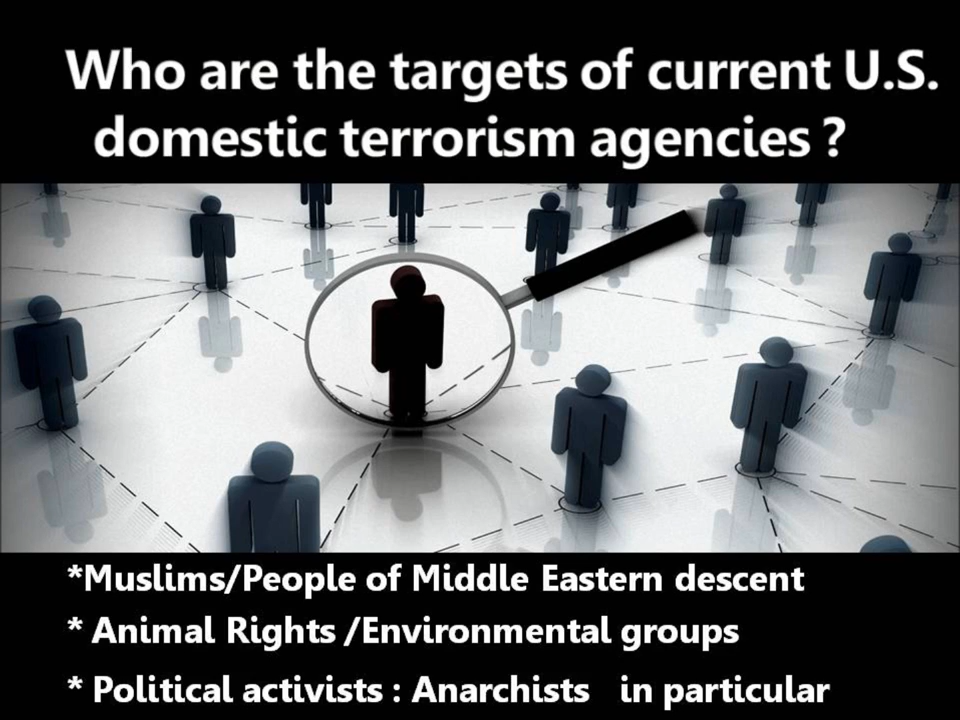 Who are the targets of current U.S.
domestic terrorism agencies ?
*Muslims/People of Middle Eastern descent
* Animal Rights /Environmental groups
* Political activists : Anarchists in particular